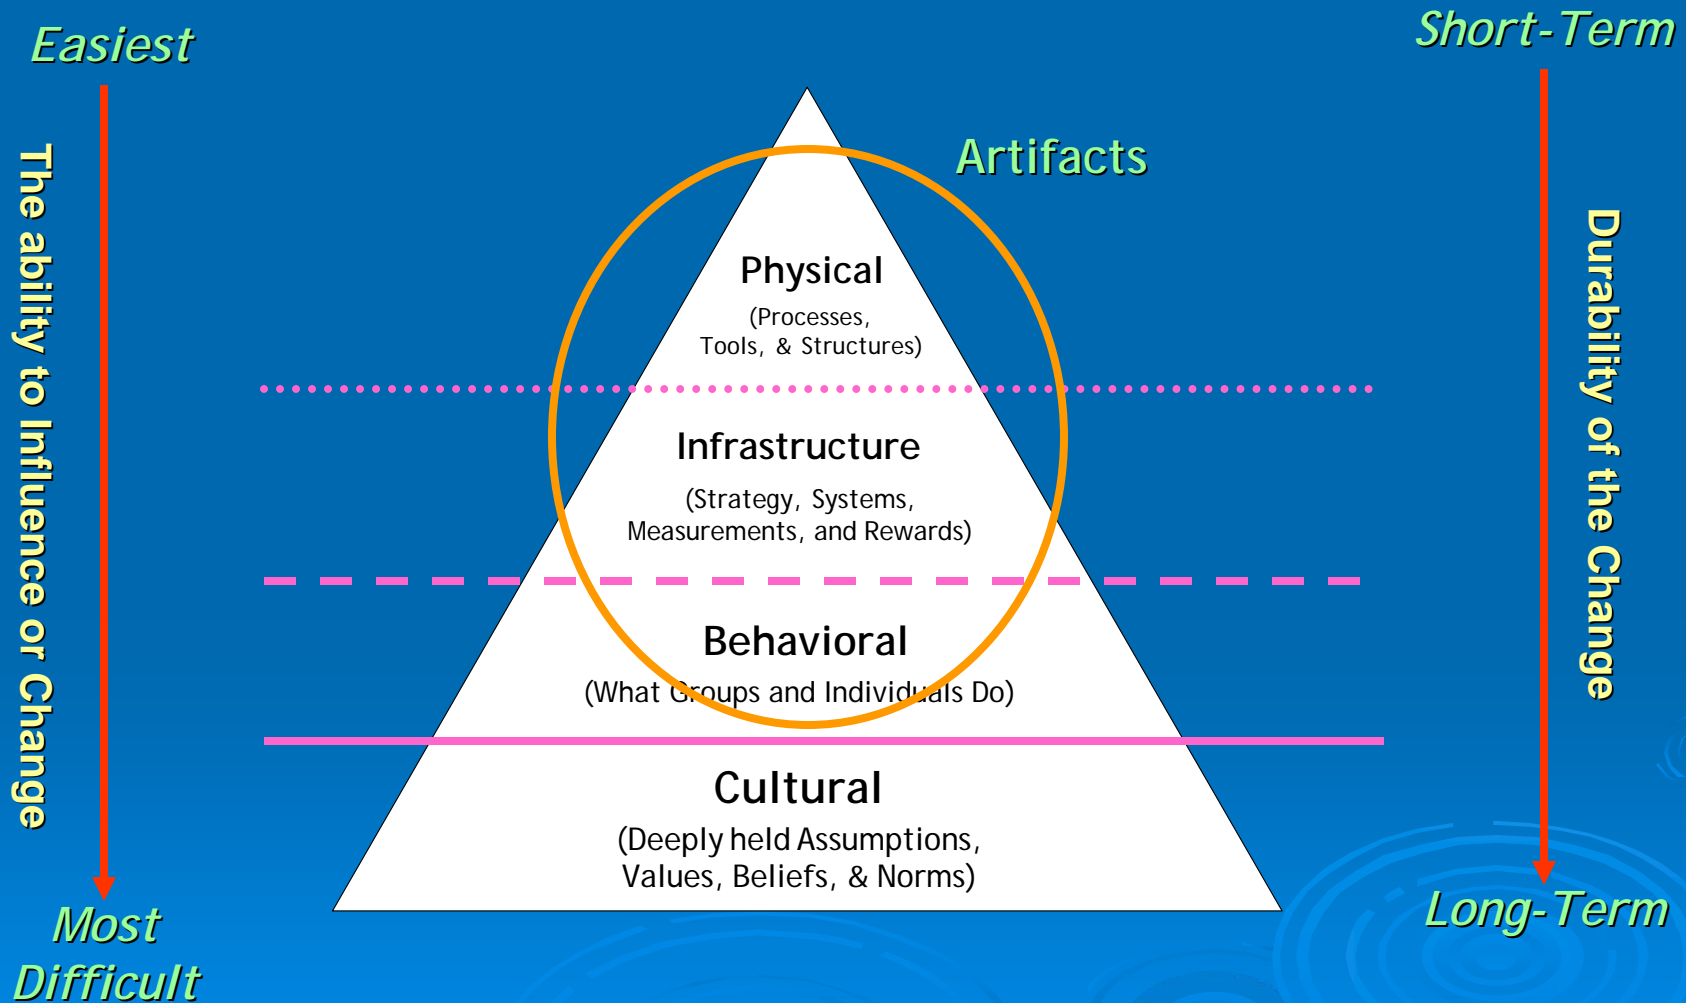 Easiest
Short-Term
The ability to Influence or Change
Artifacts
Physical
(Processes,
Tools, & Structures)
Infrastructure
(Strategy, Systems,
Measurements, and Rewards)
Behavioral
(What Groups and Individuals Do)
Cultural
(Deeply held Assumptions,
Values, Beliefs, & Norms)
Durability of the Change
Most
Difficult
Long-Term